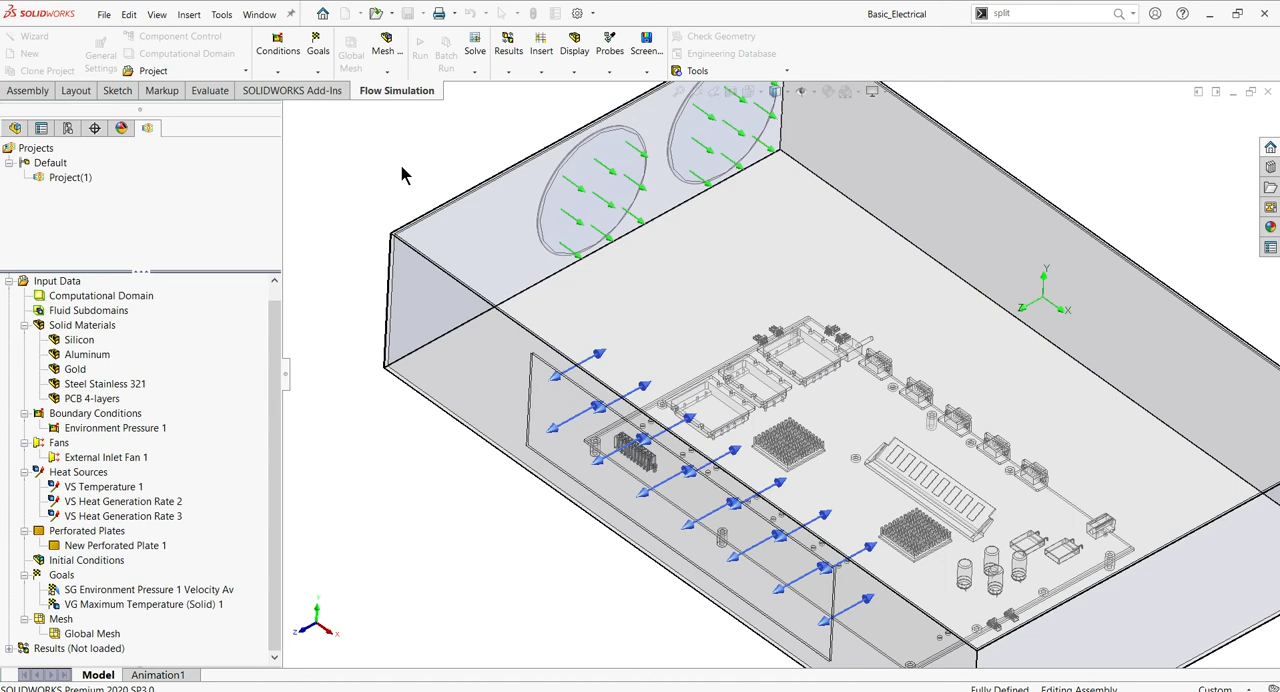 SOLIDWORKS File Edit View Insert Tools Window Basic_Electrical split
Wizard Component Control Check Geometry
New Computational Domain Engineering Database
Clone Project General Settings Project Conditions Goals Global Mesh Mesh ... Run Batch Run Solve Results Insert Display Probes Screen... Tools
Assembly Layout Sketch Markup Evaluate SOLIDWORKS Add-Ins Flow Simulation
Projects
Default
Project(1)
Input Data
Computational Domain
Fluid Subdomains
Solid Materials
Silicon
Aluminum
Gold
Steel Stainless 321
PCB 4-layers
Boundary Conditions
Environment Pressure 1
Fans
External Inlet Fan 1
Heat Sources
VS Temperature 1
VS Heat Generation Rate 2
VS Heat Generation Rate 3
Perforated Plates
New Perforated Plate 1
Initial Conditions
Goals
SG Environment Pressure 1 Velocity Av
VG Maximum Temperature (Solid) 1
Mesh
Global Mesh
Results (Not loaded)
Y
Z X
Y
Z X
Model Animation1
SOLIDWORKS Premium 2020 SP3.0 Fully Defined Editing Assembly Custom